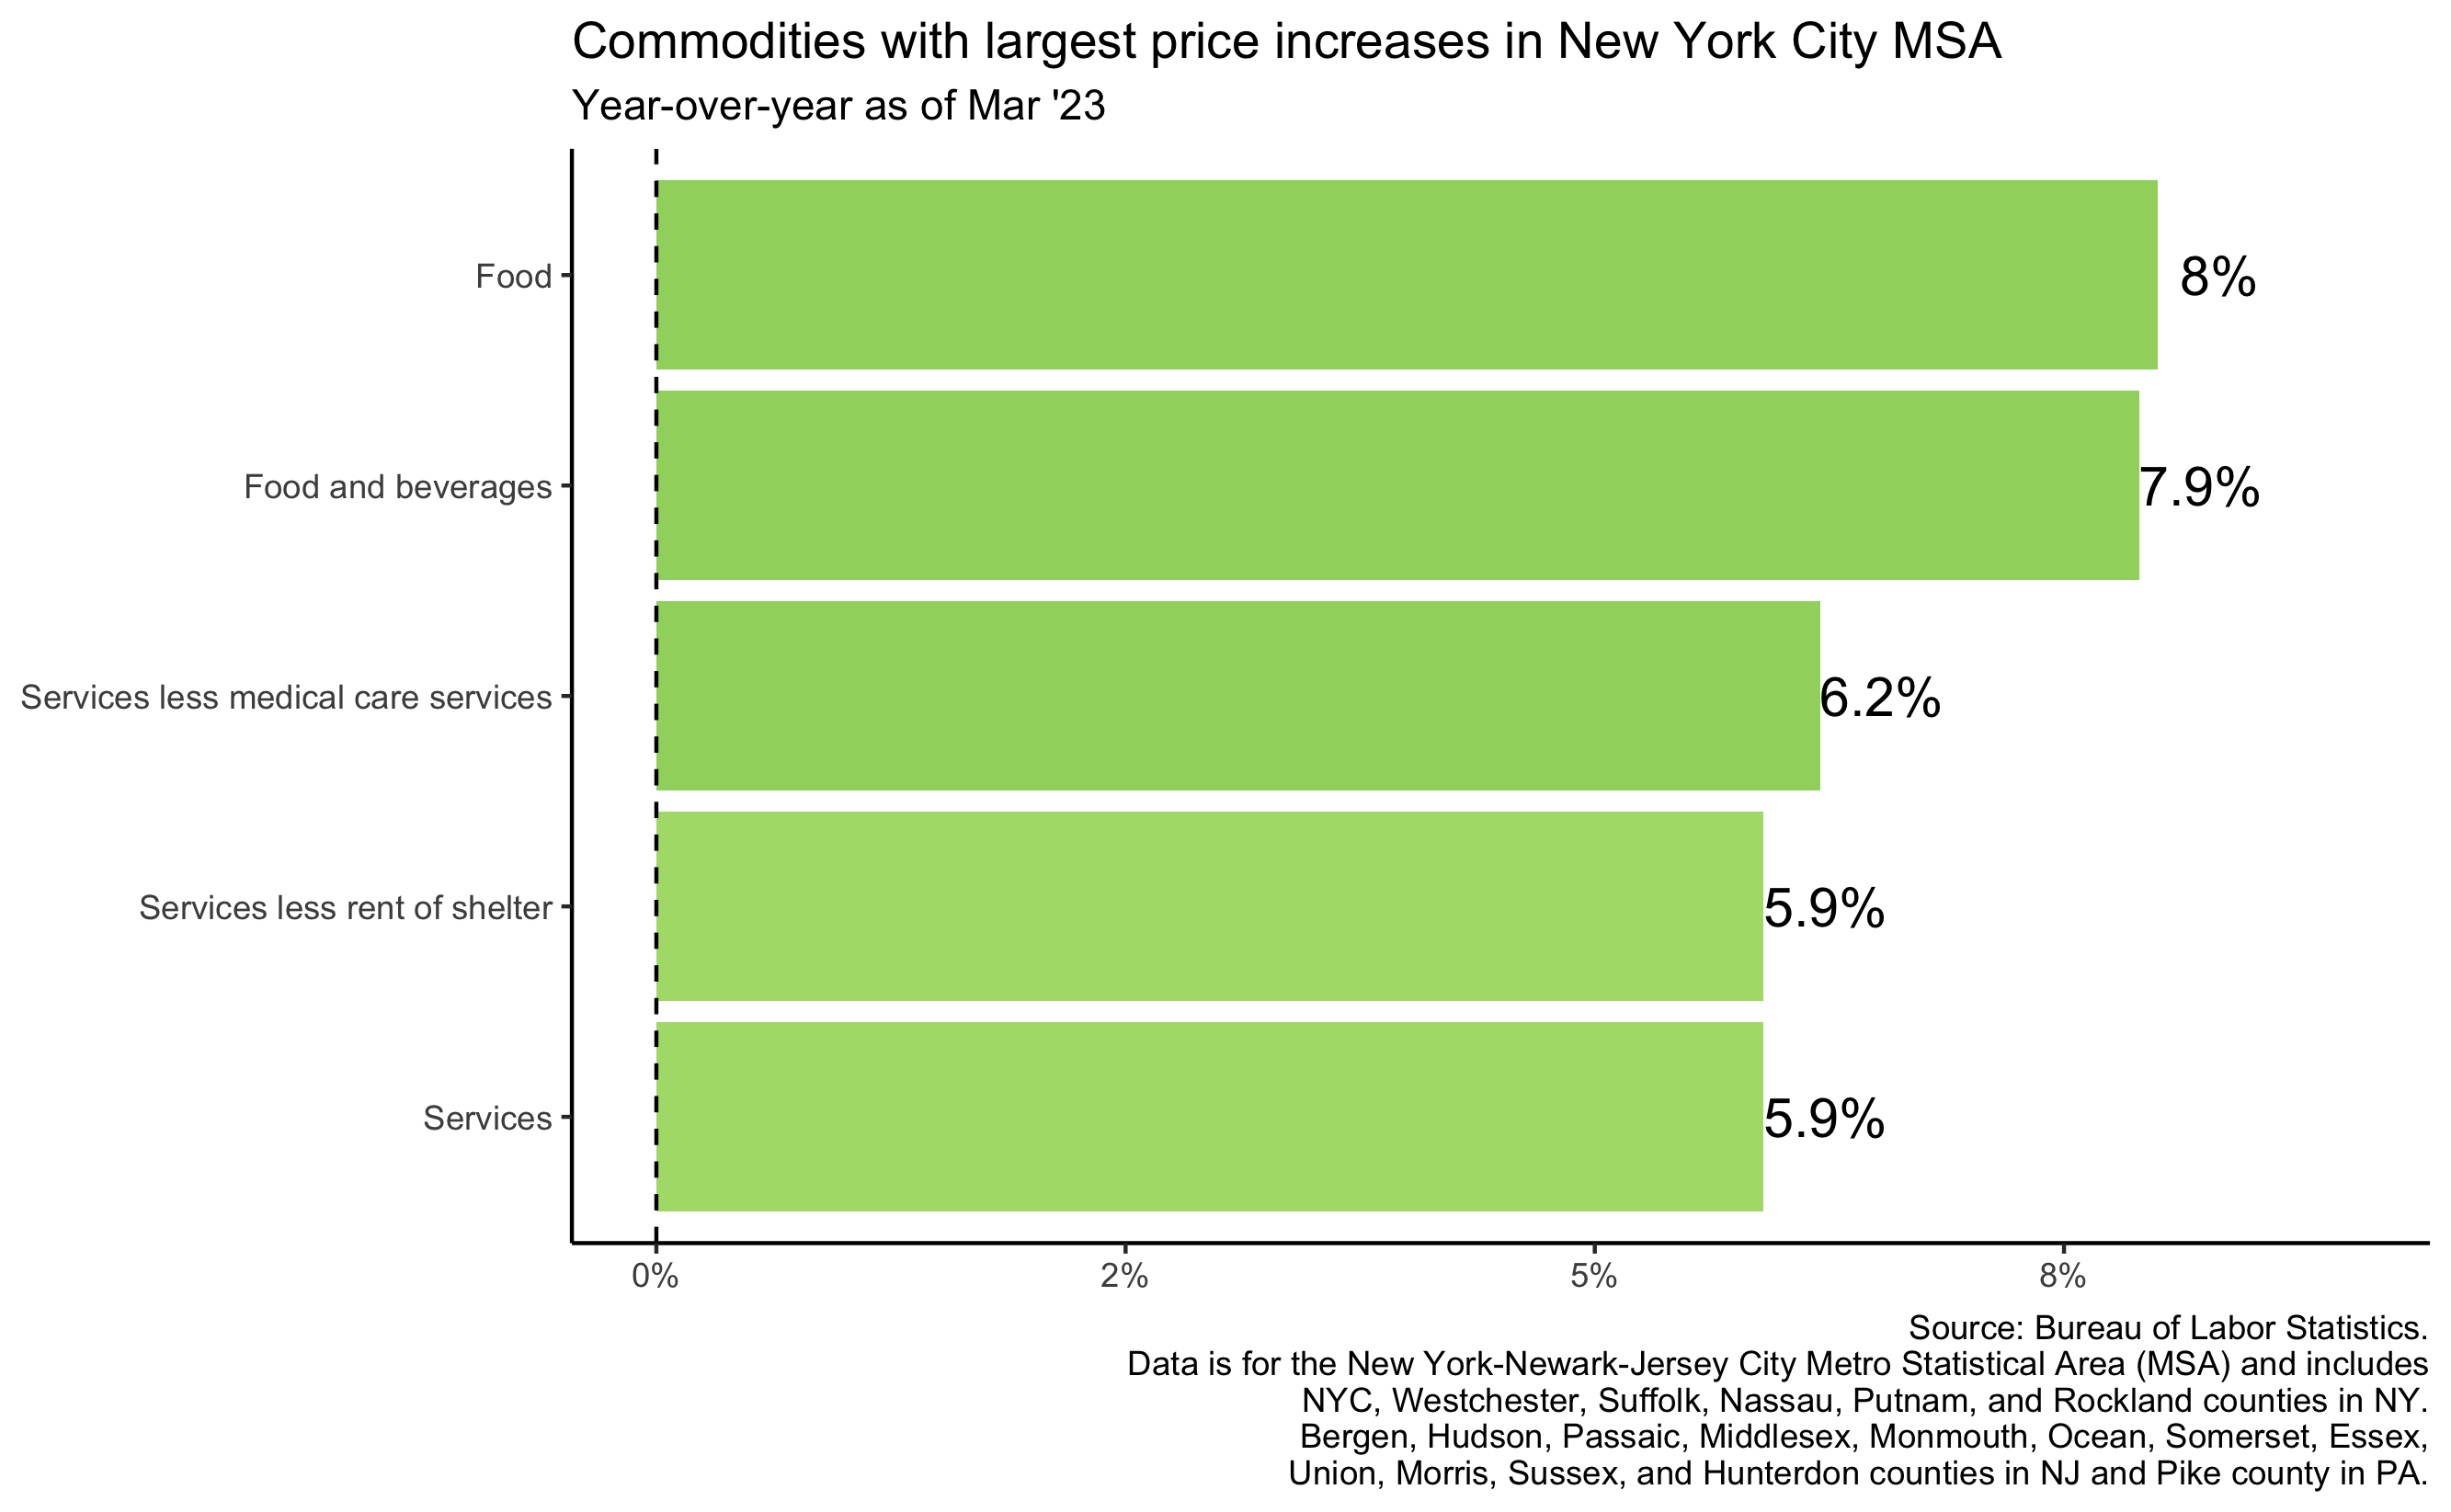 Commodities with largest price increases in New York City MSA
Year-over-year as of Mar '23
Food
8%
Food and beverages
7.9%
Services less medical care services
6.2%
Services less rent of shelter
5.9%
Services
5.9%
0%
2%
5%
8%
Source: Bureau of Labor Statistics.
Data is for the New York-Newark-Jersey City Metro Statistical Area (MSA) and includes
NYC, Westchester, Suffolk, Nassau, Putnam, and Rockland counties in NY.
Bergen, Hudson, Passaic, Middlesex, Monmouth, Ocean, Somerset, Essex,
Union, Morris, Sussex, and Hunterdon counties in NJ and Pike county in PA.